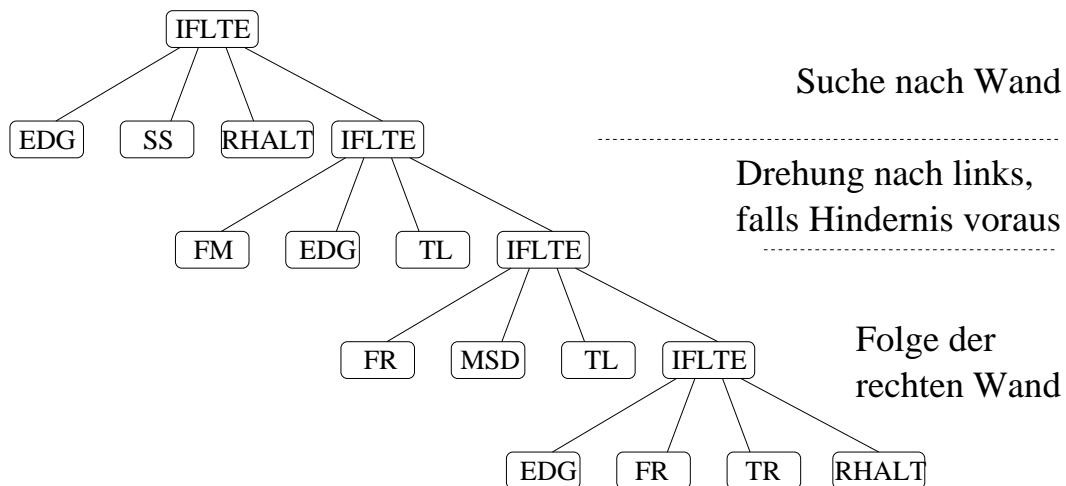 IFLTE
Suche nach Wand
EDG SS RHALT IFLTE
Drehung nach links,
falls Hindernis voraus
FM EDG TL IFLTE
Folge der
rechten Wand
FR MSD TL IFLTE
EDG FR TR RHALT